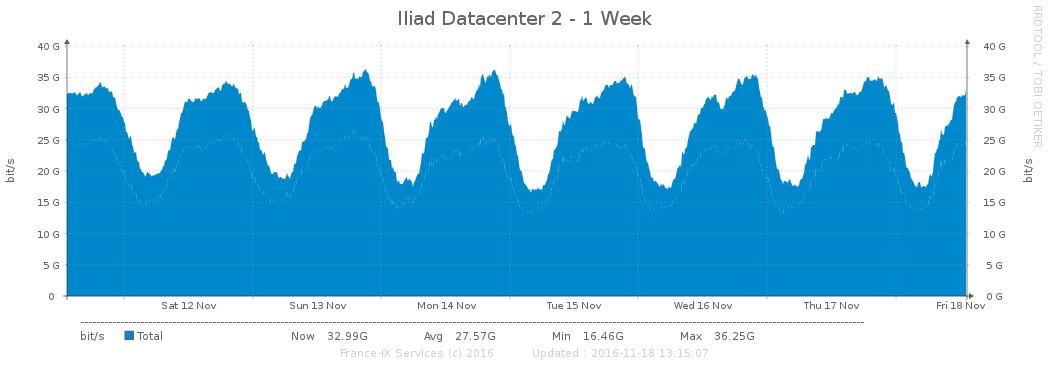 Iliad Datacenter 2 - 1 Week
RRDTOOL / TOBI OETIKER
40 G 40 G
35 G 35 G
30 G 30 G
25 G 25 G
20 G 20 G
15 G 15 G
10 G 10 G
5 G 5 G
0 0 G
bit/s
bit/s
Sat 12 Nov Sun 13 Nov Mon 14 Nov Tue 15 Nov Wed 16 Nov Thu 17 Nov Fri 18 Nov
bit/s Total Now 32.99G Avg 27.57G Min 16.46G Max 36.25G
France-IX Services (c) 2016 Updated : 2016-11-18 13:15:07